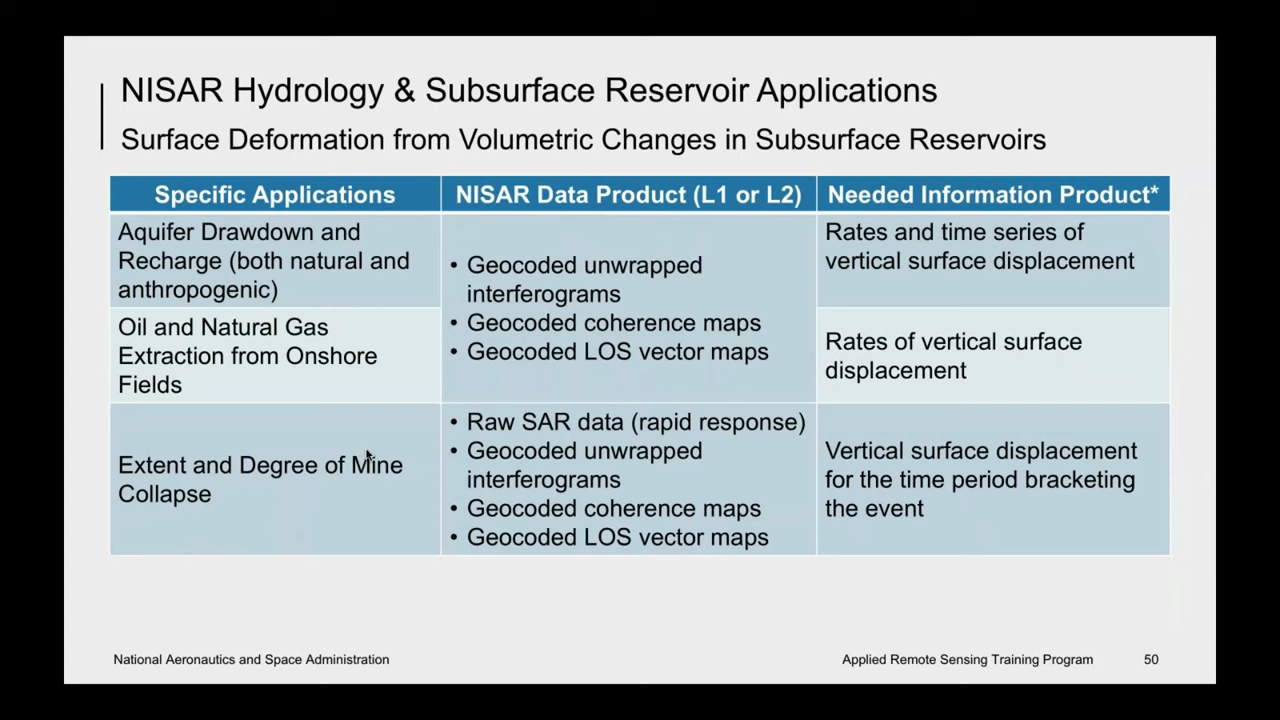 NISAR Hydrology & Subsurface Reservoir Applications
Surface Deformation from Volumetric Changes in Subsurface Reservoirs
Specific Applications
NISAR Data Product (L1 or L2)
Needed Information Product*
Aquifer Drawdown and
Recharge (both natural and
anthropogenic)
• Geocoded unwrapped
interferograms
• Geocoded coherence maps
• Geocoded LOS vector maps
Rates and time series of
vertical surface displacement
Oil and Natural Gas
Extraction from Onshore
Fields
Rates of vertical surface
displacement
Extent and Degree of Mine
Collapse
• Raw SAR data (rapid response)
• Geocoded unwrapped
interferograms
• Geocoded coherence maps
• Geocoded LOS vector maps
Vertical surface displacement
for the time period bracketing
the event
National Aeronautics and Space Administration
Applied Remote Sensing Training Program
50